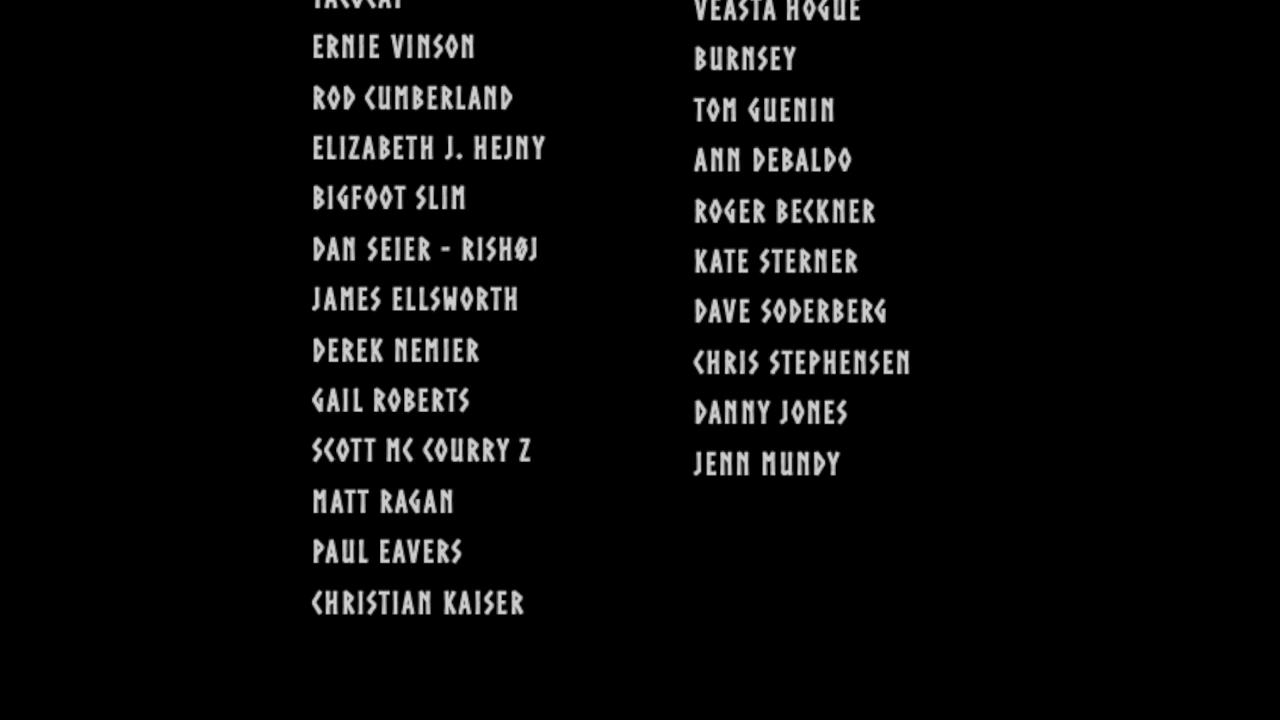 TACOCAT
ERNIE VINSON
ROD CUMBERLAND
ELIZABETH J. HEJNY
BIGFOOT SLIM
DAN SEIER - RISHØJ
JAMES ELLSWORTH
DEREK NEMIER
GAIL ROBERTS
SCOTT MC COURRY Z
MATT RAGAN
PAUL EAVERS
CHRISTIAN KAISER
VEASTA HOGUE
BURNSEY
TOM GUENIN
ANN DEBALDO
ROGER BECKNER
KATE STERNER
DAVE SODERBERG
CHRIS STEPHENSEN
DANNY JONES
JENN MUNDY